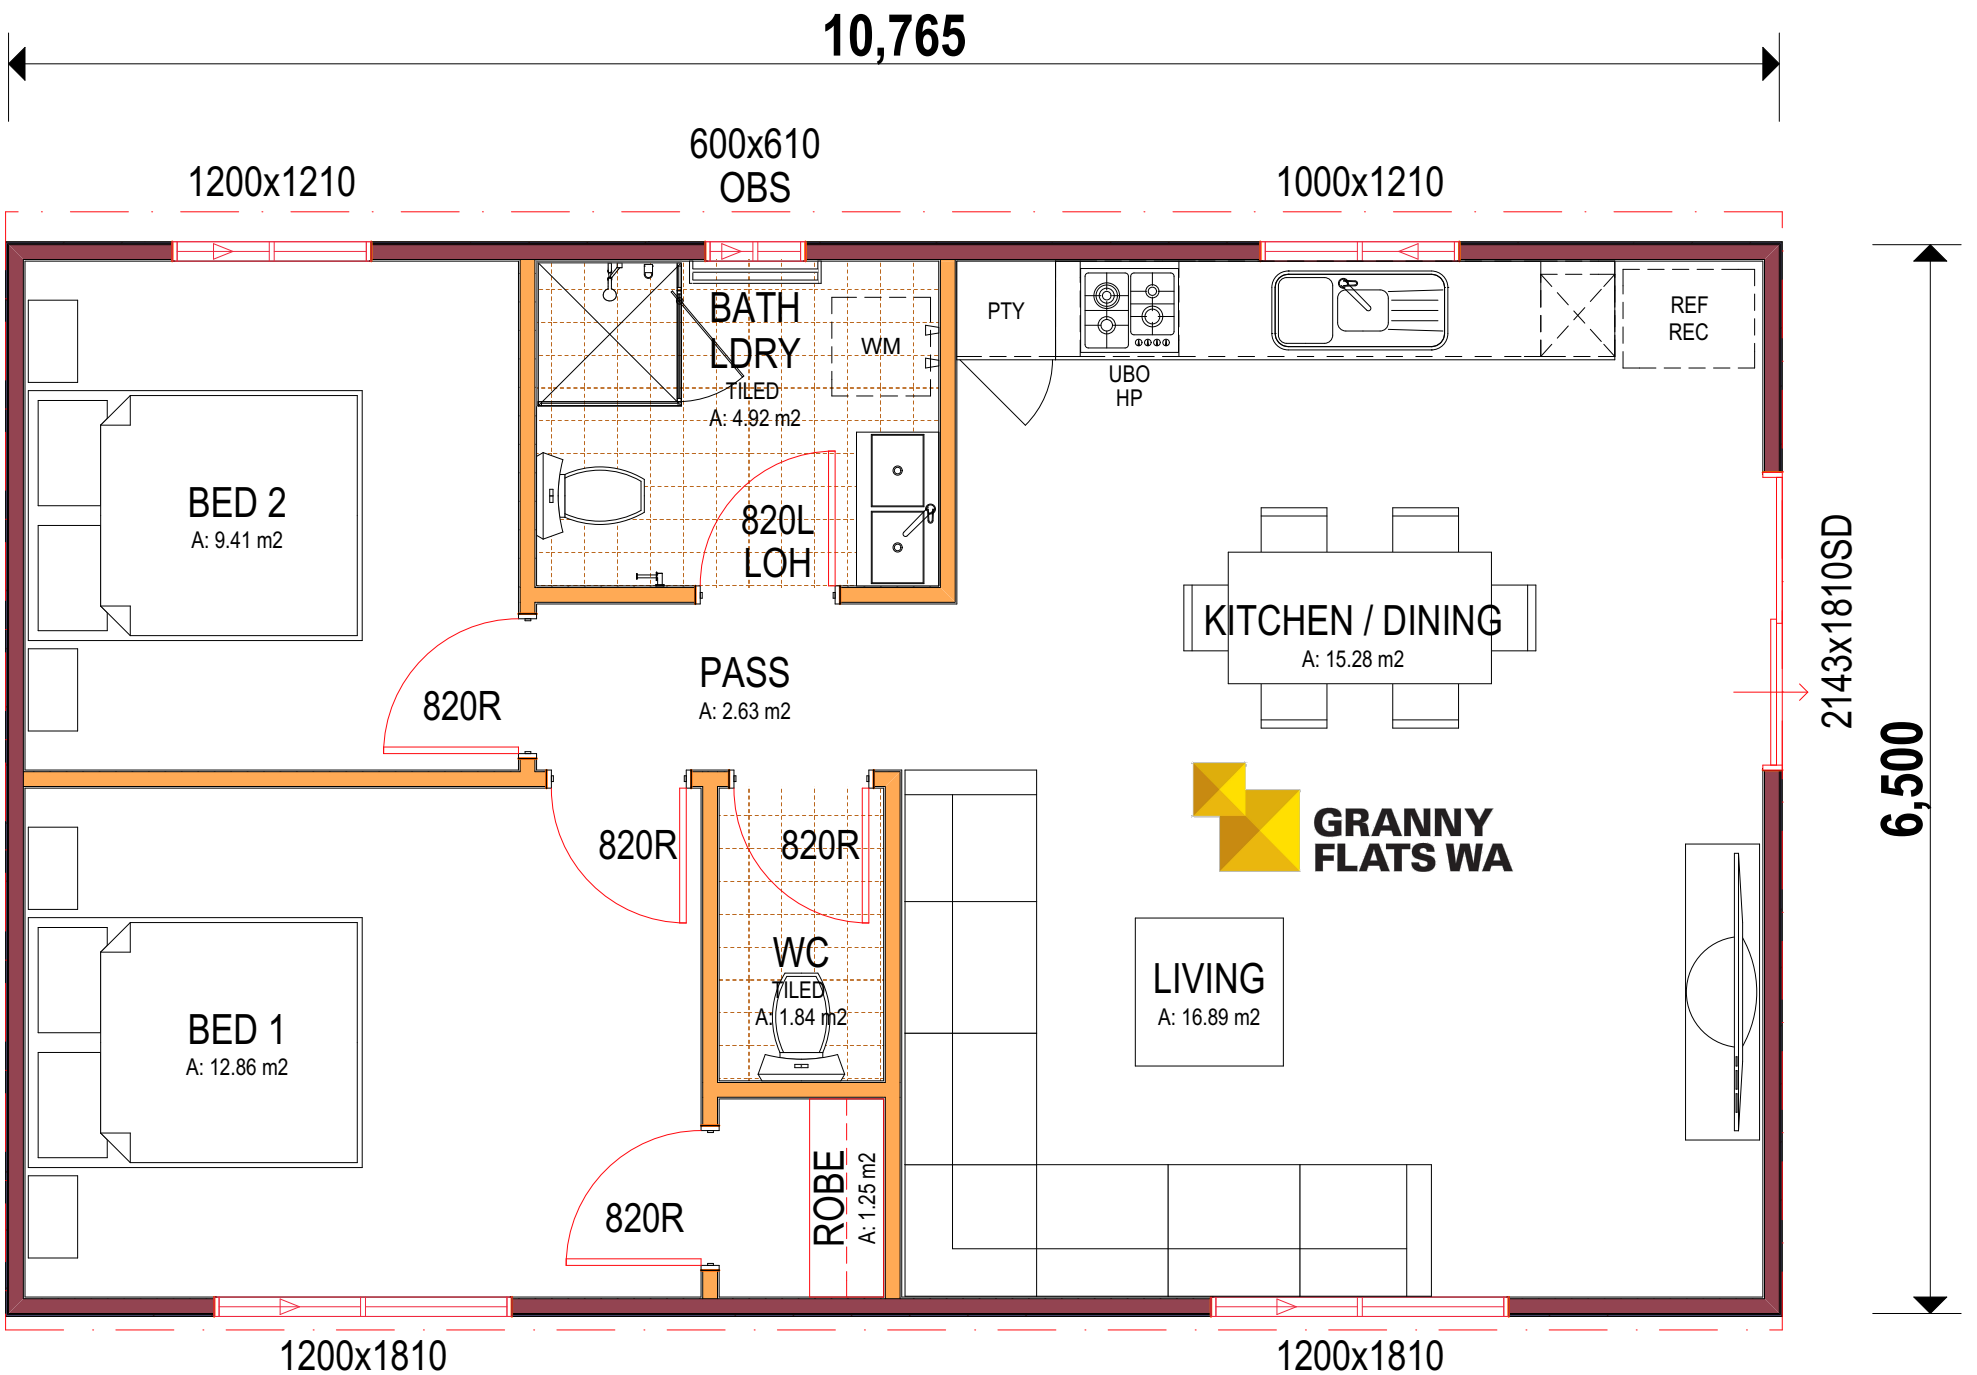 10,765
600x610
OBS
1200x1210
1000x1210
BATH
LDRY
TILED
A: 4.92 m2
WM
PTY
UBO
HP
REF
REC
BED 2
A: 9.41 m2
820L
LOH
KITCHEN / DINING
A: 15.28 m2
2143x1810SD
6,500
820R
PASS
A: 2.63 m2
820R
820R
GRANNY
FLATS WA
WC
TILED
A: 1.84 m2
LIVING
A: 16.89 m2
BED 1
A: 12.86 m2
820R
ROBE
A: 1.25 m2
1200x1810
1200x1810